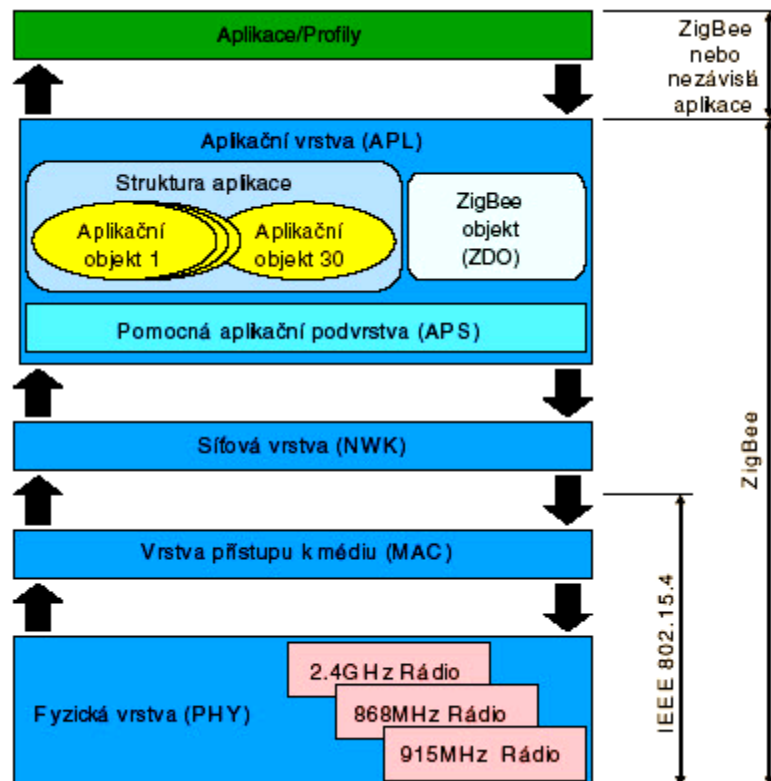 Aplikace/Profily
ZigBee
nebo
nezávislá
aplikace
Aplikační vrstva (APL)
Struktura aplikace
Aplikační
objekt 1
Aplikační
objekt 30
ZigBee
objekt
(ZDO)
Pomocná aplikační podvrstva (APS)
Síťová vrstva (NWK)
Vrstva přístupu k médiu (MAC)
Fyzická vrstva (PHY)
2.4GHz Rádio
868MHz Rádio
915MHz Rádio
IEEE 802.15.4
ZigBee